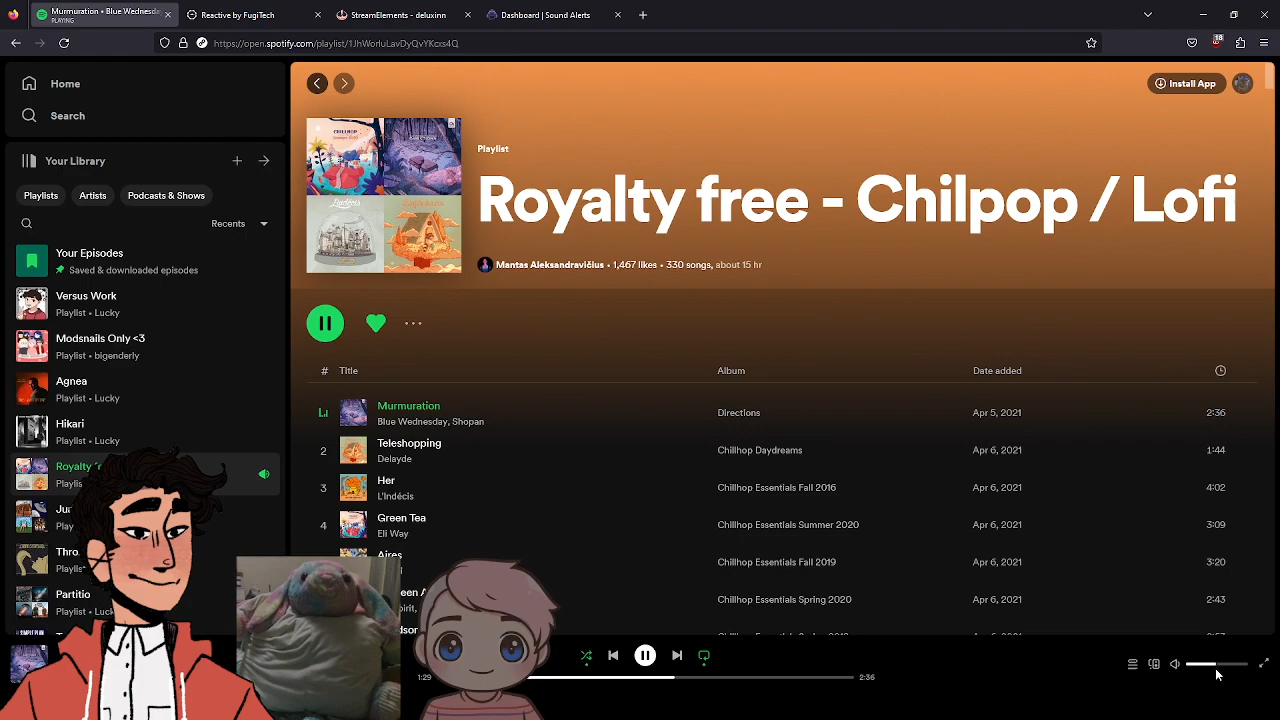 Murmuration • Blue Wednesda
PLAYING
Reactive by FugiTech
StreamElements - deluxinn
Dashboard | Sound Alerts
https://open.spotify.com/playlist/1JhWorluLavDyQvYKcxs4Q
18
Home
Search
Install App
Playlist
Royalty free - Chilpop / Lofi
Mantas Aleksandravičius • 1,467 likes • 330 songs, about 15 hr
Your Library
Playlists
Artists
Podcasts & Shows
Recents
Your Episodes
Saved & downloaded episodes
Versus Work
Playlist • Lucky
Modsnails Only <3
Playlist • bigenderly
Agnea
Playlist • Lucky
Hikari
Playlist • Lucky
Royalty
# Title Album Date added
Murmuration
Blue Wednesday, Shopan
Directions Apr 5, 2021 2:36
2 Teleshopping
Delayde
Chillhop Daydreams Apr 6, 2021 1:44
3 Her
L'Indécis
Chillhop Essentials Fall 2016 Apr 6, 2021 4:02
4 Green Tea
Eli Way
Chillhop Essentials Summer 2020 Apr 6, 2021 3:09
Aires
Chillhop Essentials Fall 2019 Apr 6, 2021 3:20
Chillhop Essentials Spring 2020 Apr 6, 2021 2:43
1:29
2:36